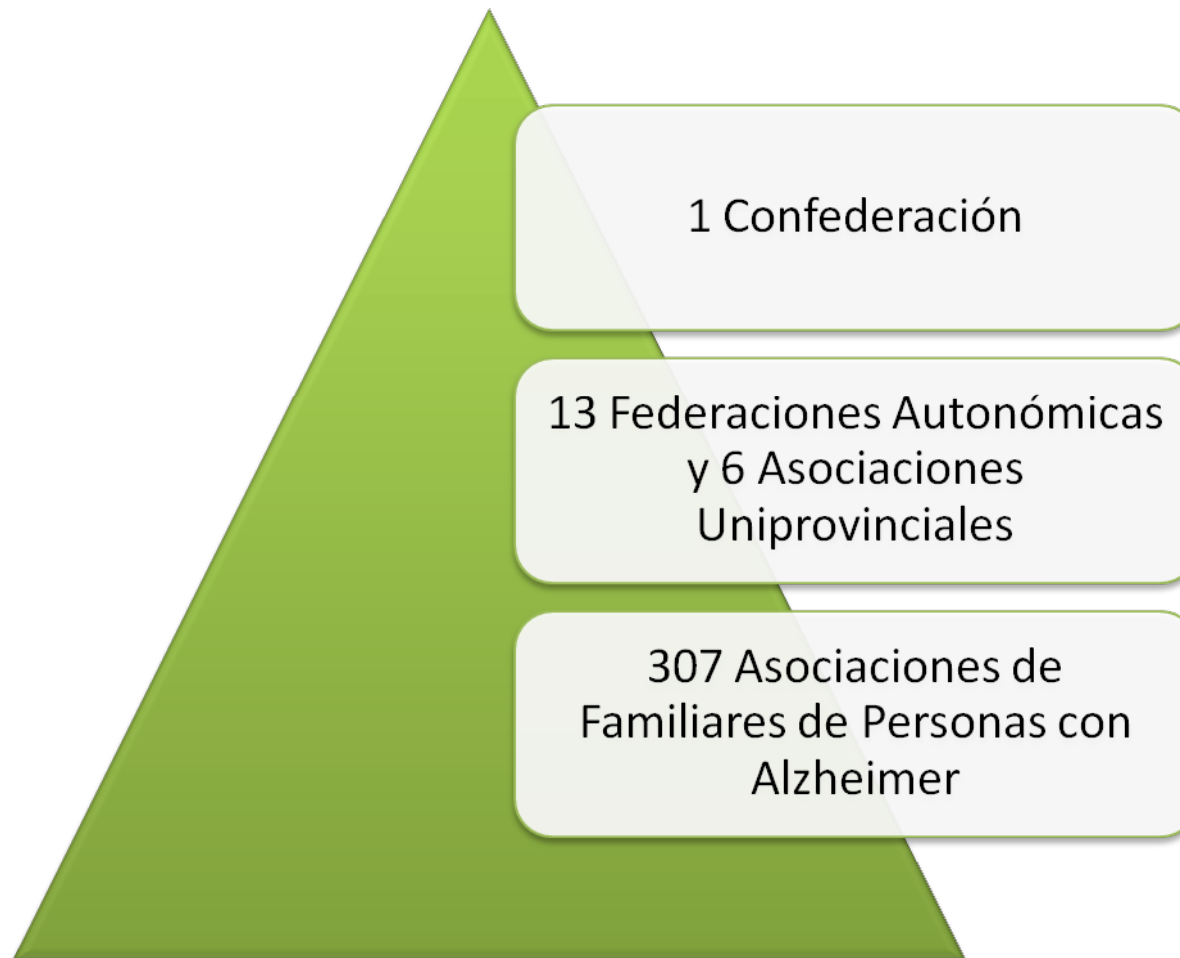 1 Confederación
13 Federaciones Autonómicas
y 6 Asociaciones
Uniprovinciales
307 Asociaciones de
Familiares de Personas con
Alzheimer